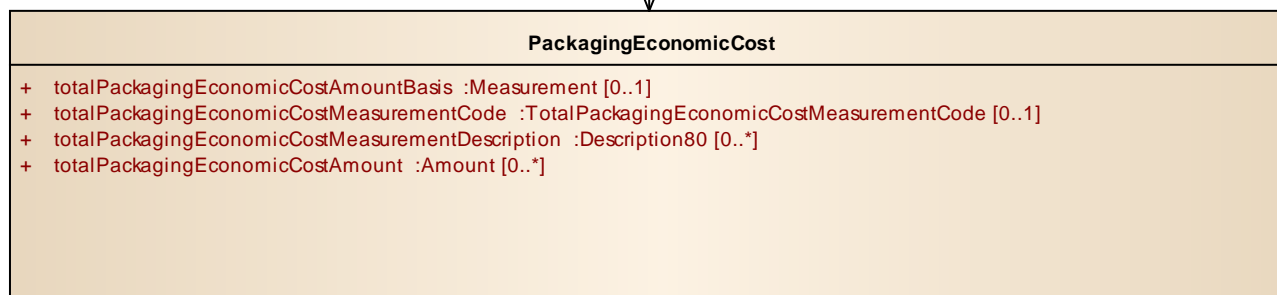 PackagingEconomicCost
+ totalPackagingEconomicCostAmountBasis :Measurement [0..1]
+ totalPackagingEconomicCostMeasurementCode :TotalPackagingEconomicCostMeasurementCode [0..1]
+ totalPackagingEconomicCostMeasurementDescription :Description80 [0..*]
+ totalPackagingEconomicCostAmount :Amount [0..*]